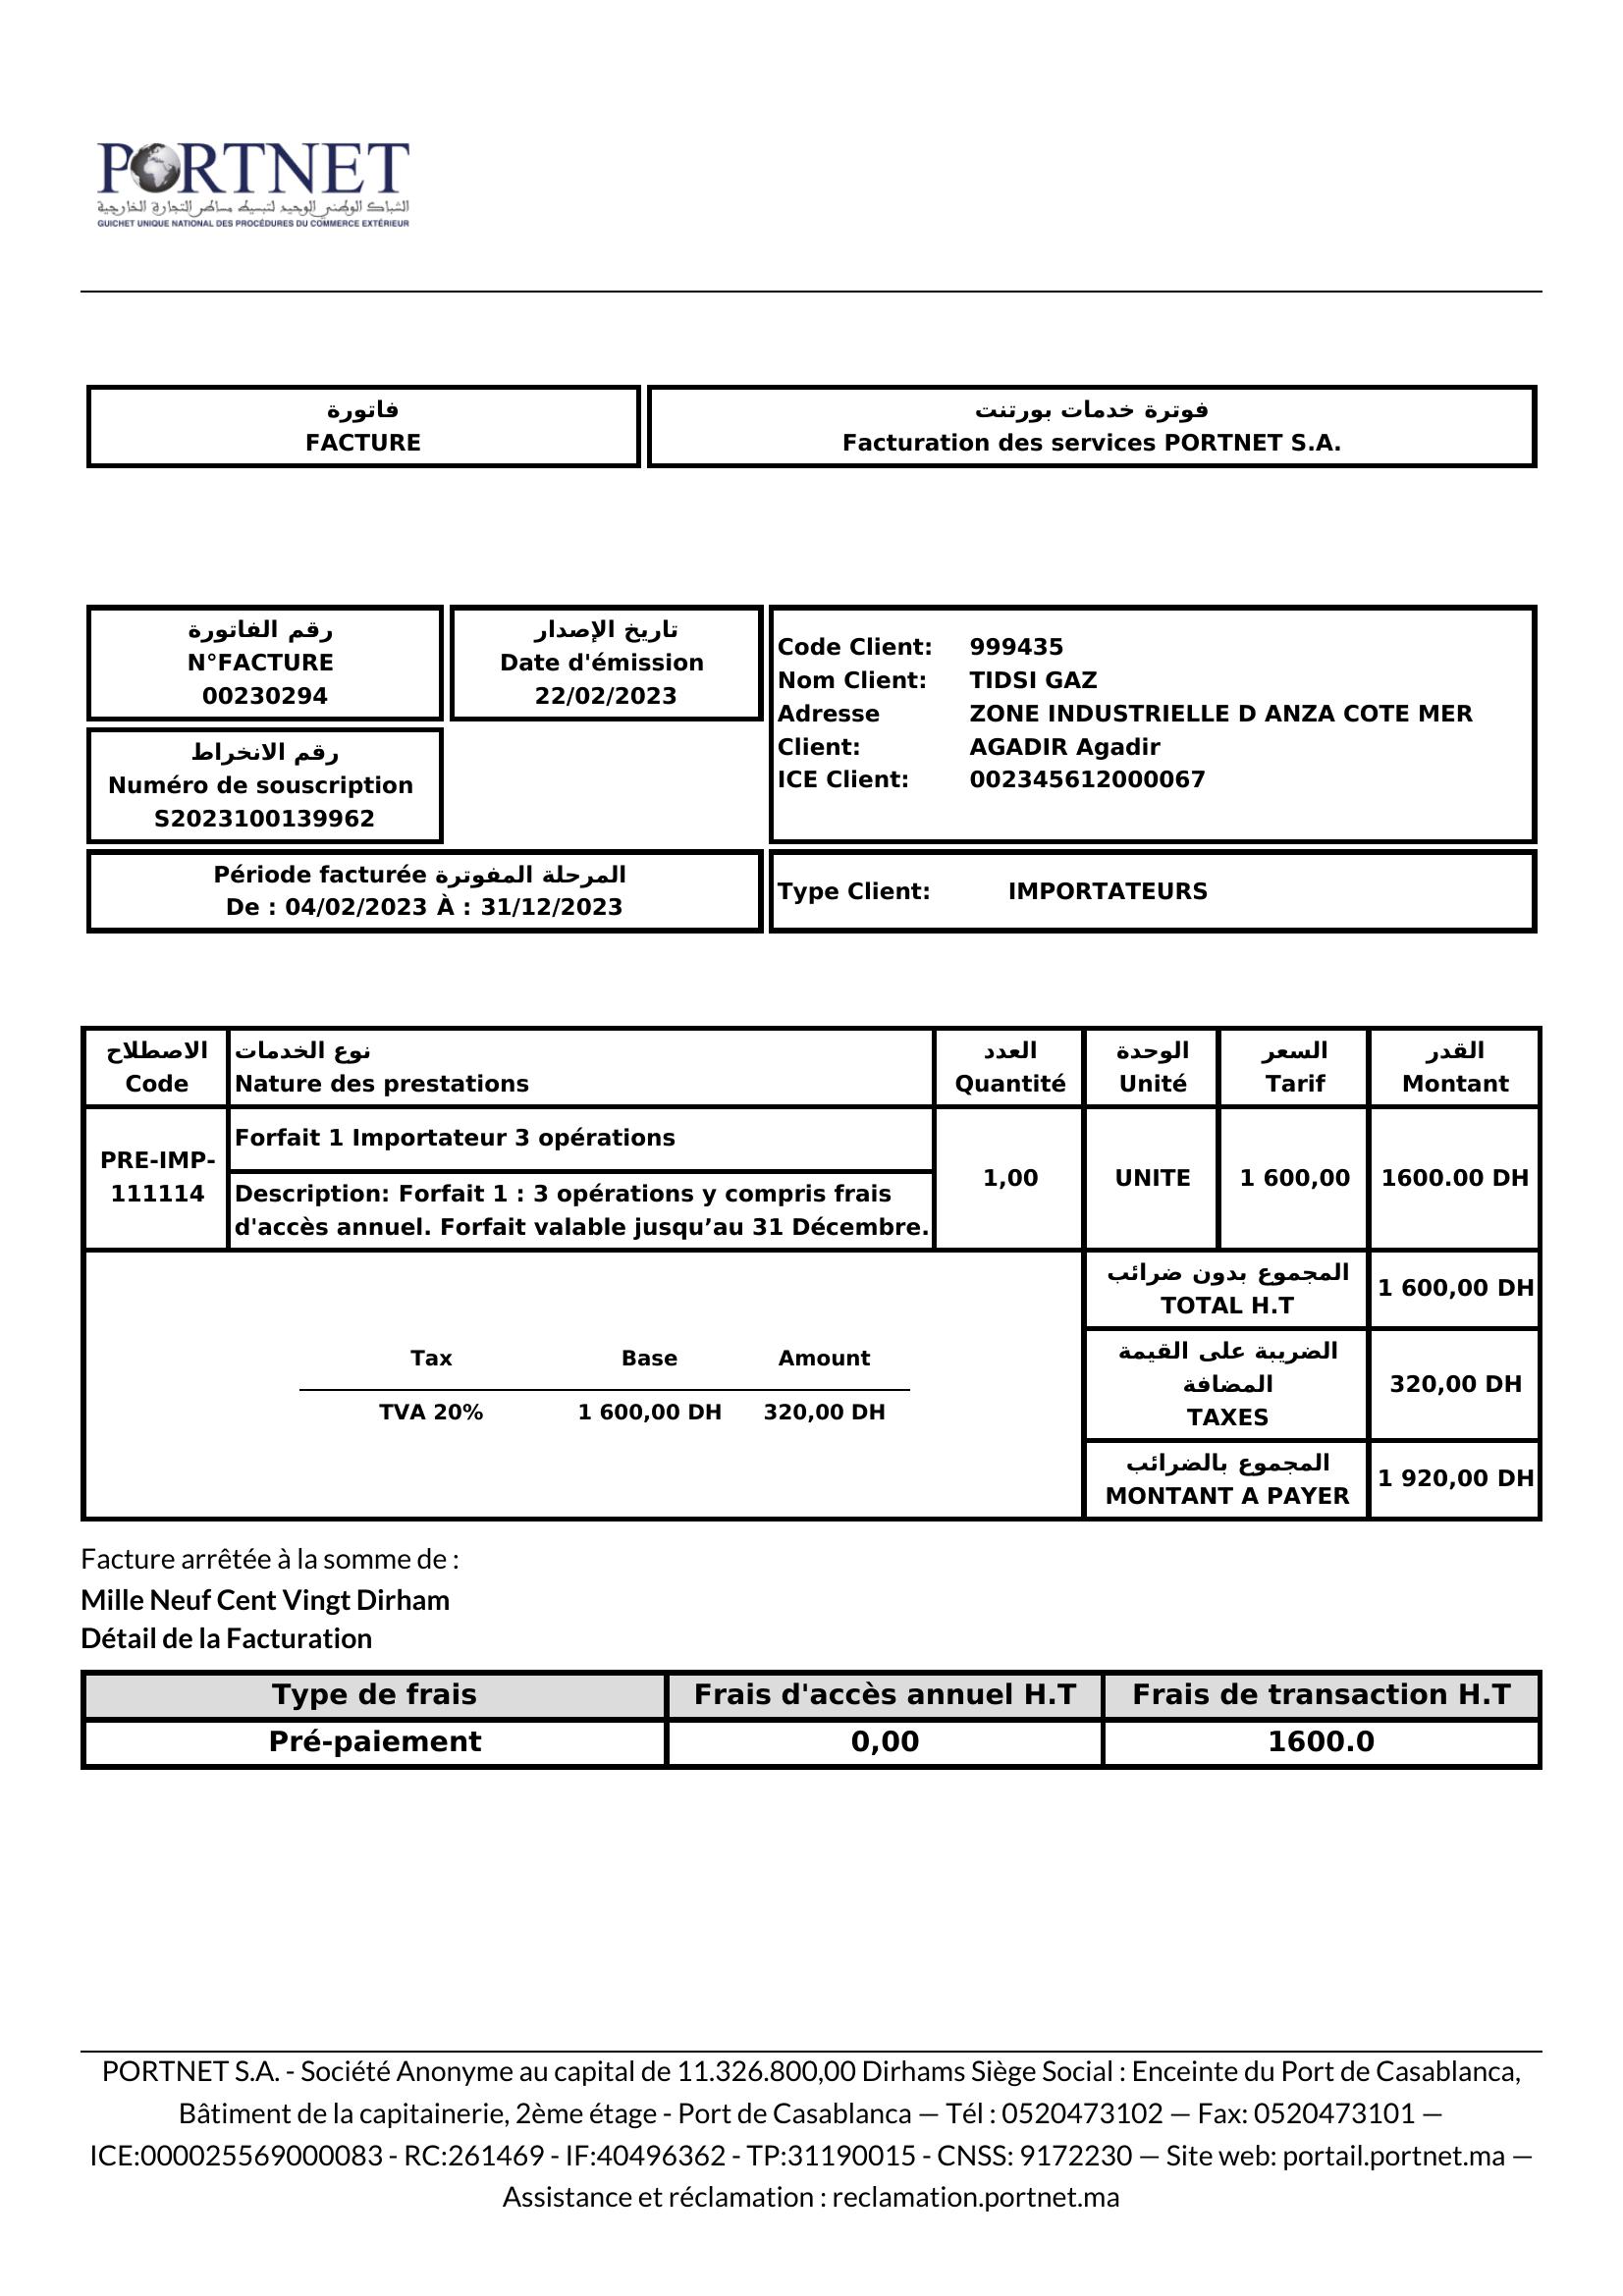 PORTNET
الشباك الوطني الوحيد لتبسيط مساطر التجارة الخارجية
GUICHET UNIQUE NATIONAL DES PROCÉDURES DU COMMERCE EXTÉRIEUR
فاتورة
FACTURE
فوترة خدمات بورتنت
Facturation des services PORTNET S.A.
رقم الفاتورة
N°FACTURE
00230294
تاريخ الإصدار
Date d'émission
22/02/2023
Code Client: 999435
Nom Client: TIDSI GAZ
Adresse ZONE INDUSTRIELLE D ANZA COTE MER
Client: AGADIR Agadir
ICE Client: 002345612000067
رقم الانخراط
Numéro de souscription
S2023100139962
Période facturée المرحلة المفوترة
De : 04/02/2023 À : 31/12/2023
Type Client: IMPORTATEURS
الاصطلاح نوع الخدمات العدد الوحدة السعر القدر
Code Nature des prestations Quantité Unité Tarif Montant
PRE-IMP-
111114
Forfait 1 Importateur 3 opérations
Description: Forfait 1 : 3 opérations y compris frais
d'accès annuel. Forfait valable jusqu’au 31 Décembre.
1,00 UNITE 1 600,00 1600.00 DH
المجموع بدون ضرائب
TOTAL H.T
1 600,00 DH
Tax Base Amount
TVA 20% 1 600,00 DH 320,00 DH
الضريبة على القيمة
المضافة
TAXES
320,00 DH
المجموع بالضرائب
MONTANT A PAYER
1 920,00 DH
Facture arrêtée à la somme de :
Mille Neuf Cent Vingt Dirham
Détail de la Facturation
Type de frais Frais d'accès annuel H.T Frais de transaction H.T
Pré-paiement 0,00 1600.0
PORTNET S.A. - Société Anonyme au capital de 11.326.800,00 Dirhams Siège Social : Enceinte du Port de Casablanca,
Bâtiment de la capitainerie, 2ème étage - Port de Casablanca — Tél : 0520473102 — Fax: 0520473101 —
ICE:000025569000083 - RC:261469 - IF:40496362 - TP:31190015 - CNSS: 9172230 — Site web: portail.portnet.ma —
Assistance et réclamation : reclamation.portnet.ma